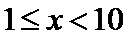 1 ≤ x < 10